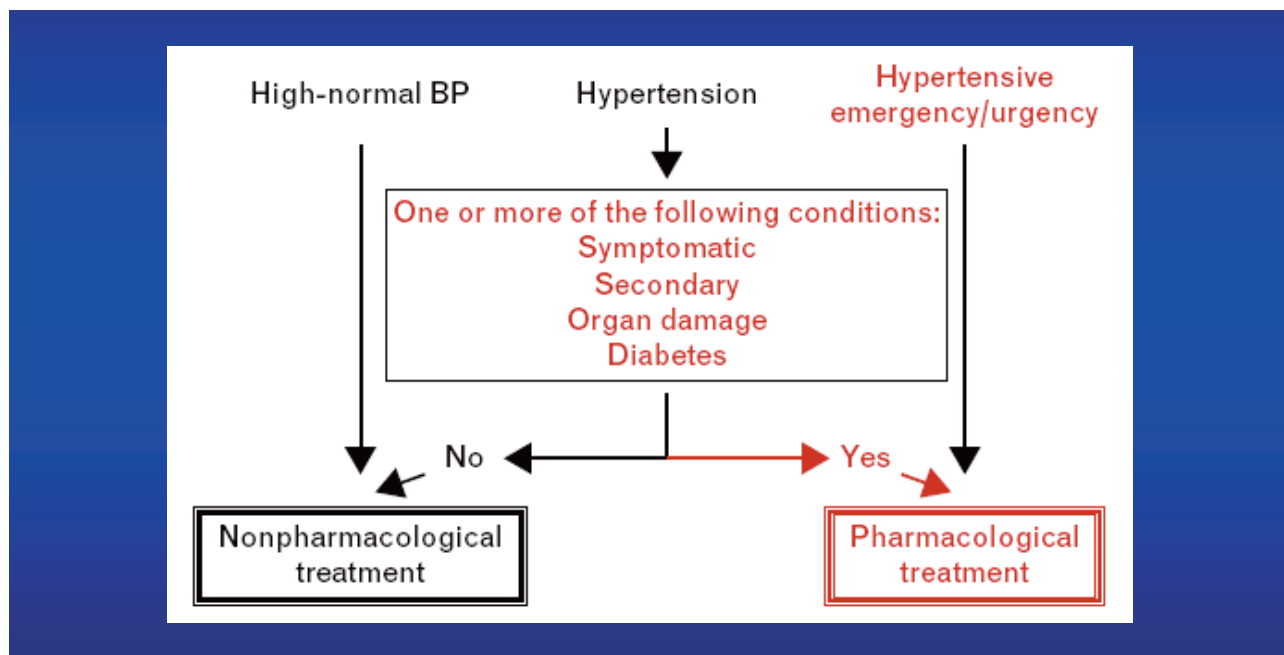 High-normal BP
Hypertension
Hypertensive
emergency/urgency
One or more of the following conditions:
Symptomatic
Secondary
Organ damage
Diabetes
No
Yes
Nonpharmacological
treatment
Pharmacological
treatment